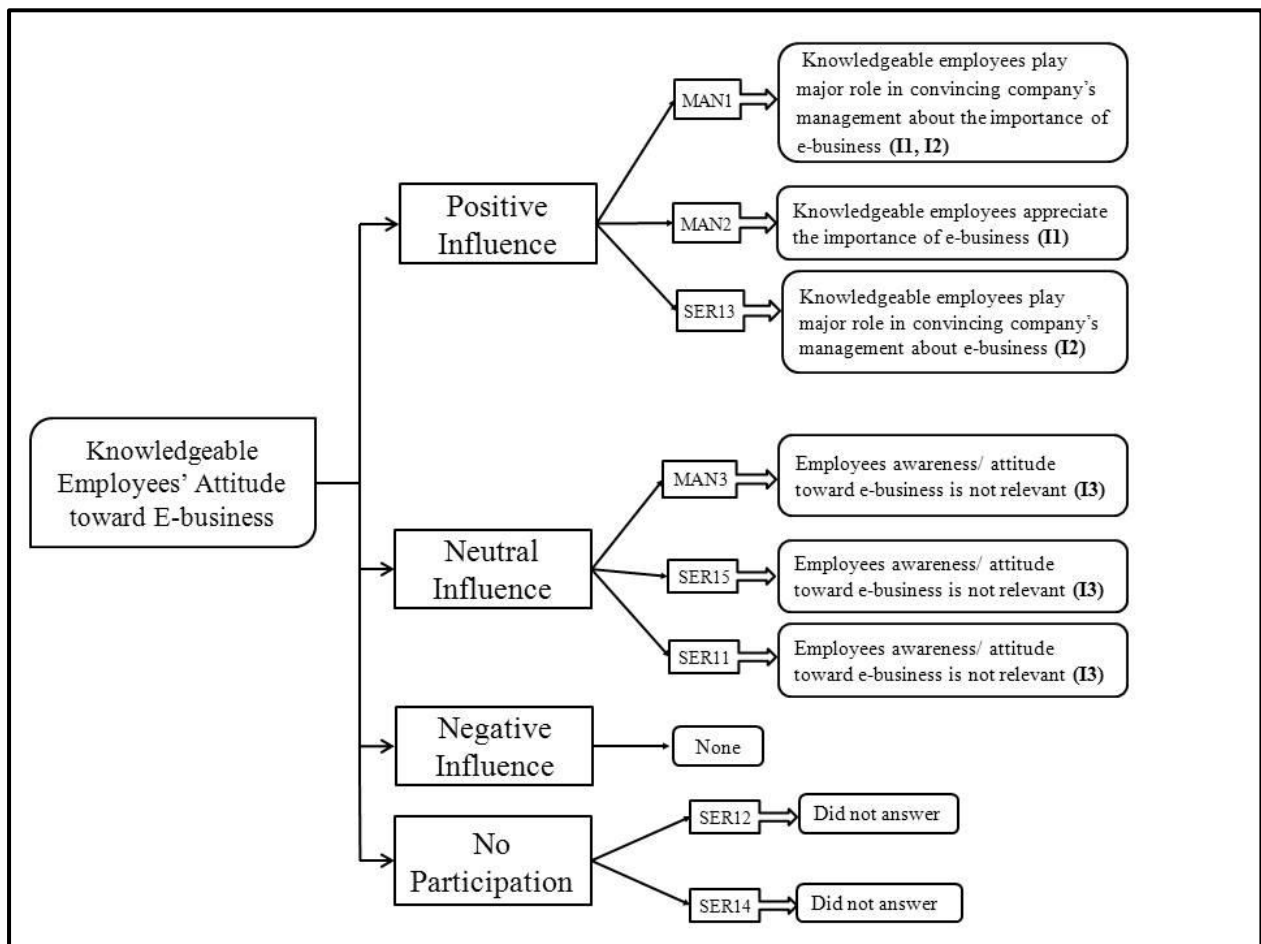 Knowledgeable
Employees’ Attitude
toward E-business
Positive
Influence
MAN1
Knowledgeable employees play
major role in convincing company’s
management about the importance of
e-business (I1, I2)
MAN2
Knowledgeable employees appreciate
the importance of e-business (I1)
SER13
Knowledgeable employees play
major role in convincing company’s
management about e-business (I2)
Neutral
Influence
MAN3
Employees awareness/ attitude
toward e-business is not relevant (I3)
SER15
Employees awareness/ attitude
toward e-business is not relevant (I3)
SER11
Employees awareness/ attitude
toward e-business is not relevant (I3)
Negative
Influence
None
No
Participation
SER12
Did not answer
SER14
Did not answer